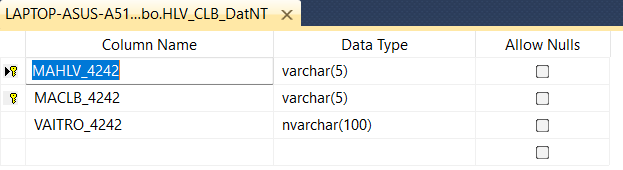 LAPTOP-ASUS-A51...bo.HLV_CLB_DatNT
Column Name Data Type Allow Nulls
MAHLV_4242 varchar(5)
MACLB_4242 varchar(5)
VAITRO_4242 nvarchar(100)